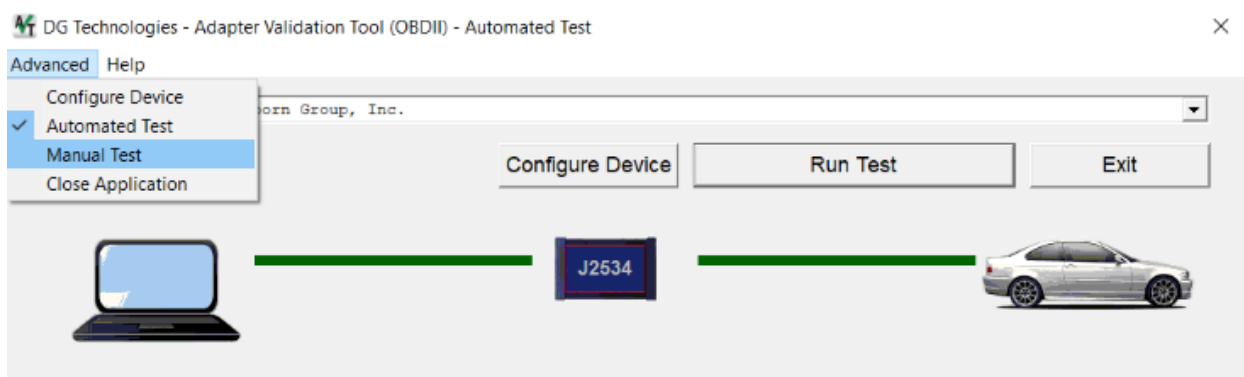 DG Technologies - Adapter Validation Tool (OBDII) - Automated Test
Advanced Help
Configure Device
Automated Test
Manual Test
Close Application
Group, Inc.
Configure Device Run Test Exit
J2534